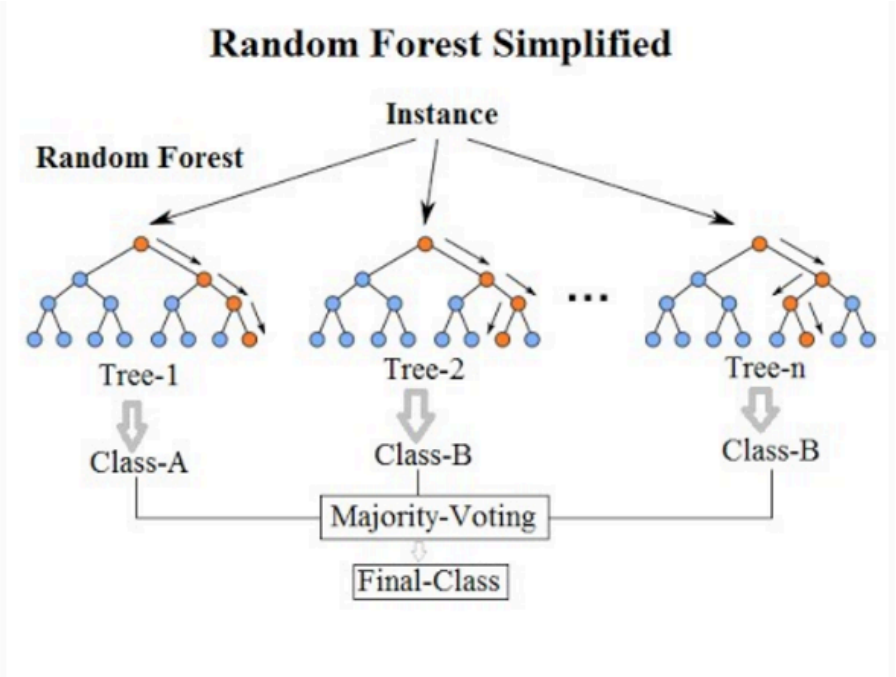 Random Forest Simplified
Instance
Random Forest
...
Tree-1
Tree-2
Tree-n
Class-A
Class-B
Class-B
Majority-Voting
Final-Class